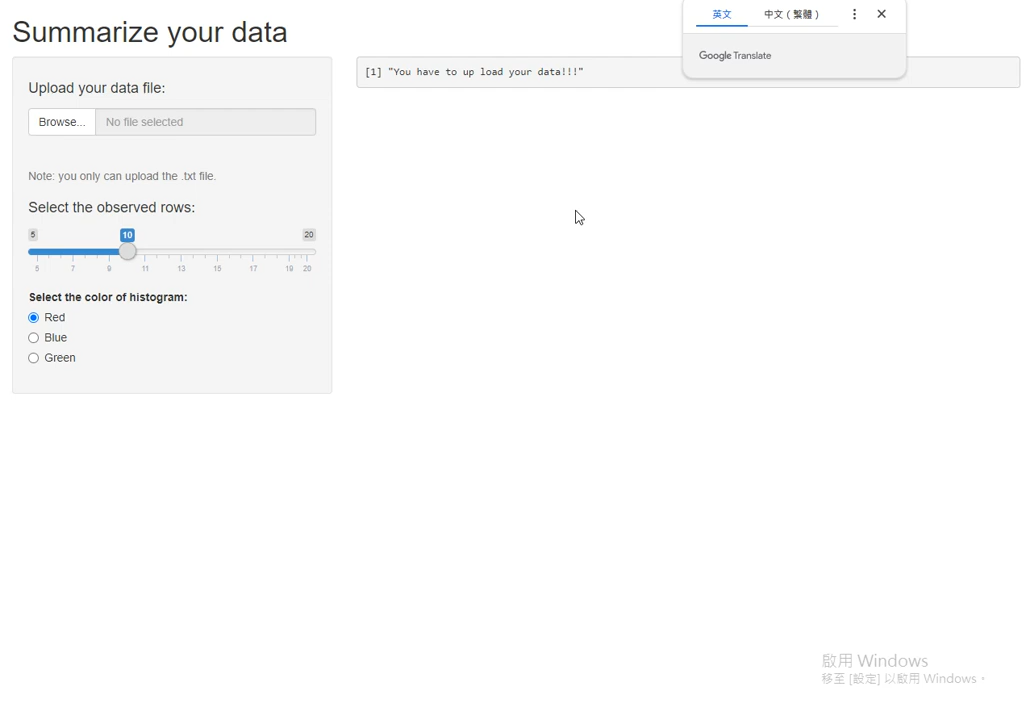 Summarize your data
英文
中文（繁體）
Google Translate
[1] "You have to up load your data!!!"
Upload your data file:
Browse...
No file selected
Note: you only can upload the .txt file.
Select the observed rows:
5 10 20
5 7 9 11 13 15 17 19 20
Select the color of histogram:
Red
Blue
Green
啟用 Windows
移至 [設定] 以啟用 Windows。